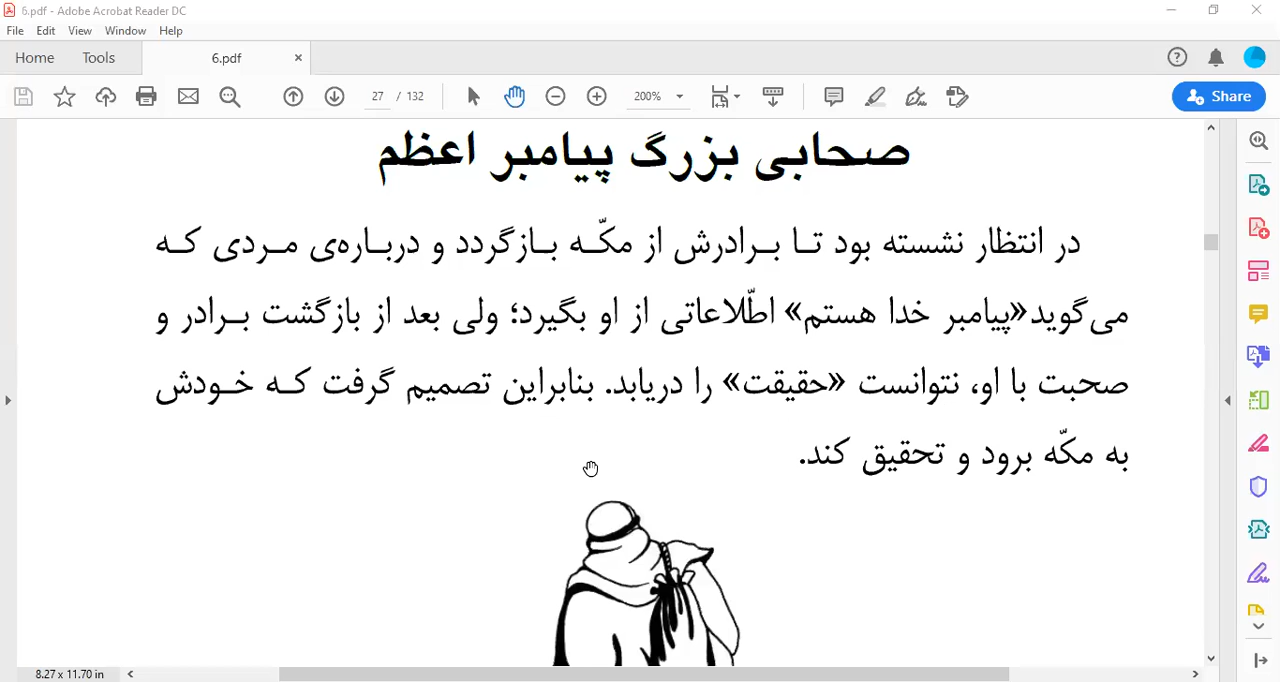 6.pdf - Adobe Acrobat Reader DC
File Edit View Window Help
Home Tools 6.pdf
27 / 132 200% Share
صحابی بزرگ پیامبر اعظم
در انتظار نشسته بود تـا بـرادرش از مکّـه بـازگردد و دربـاره‌ی مـردی کـه
می‌گوید«پیامبر خدا هستم» اطّلاعاتی از او بگیرد؛ ولی بعد از بازگشت بـرادر و
صحبت با او، نتوانست «حقیقت» را دریابد. بنابراین تصمیم گرفت کـه خـودش
به مکّه برود و تحقیق کند.
8.27 x 11.70 in